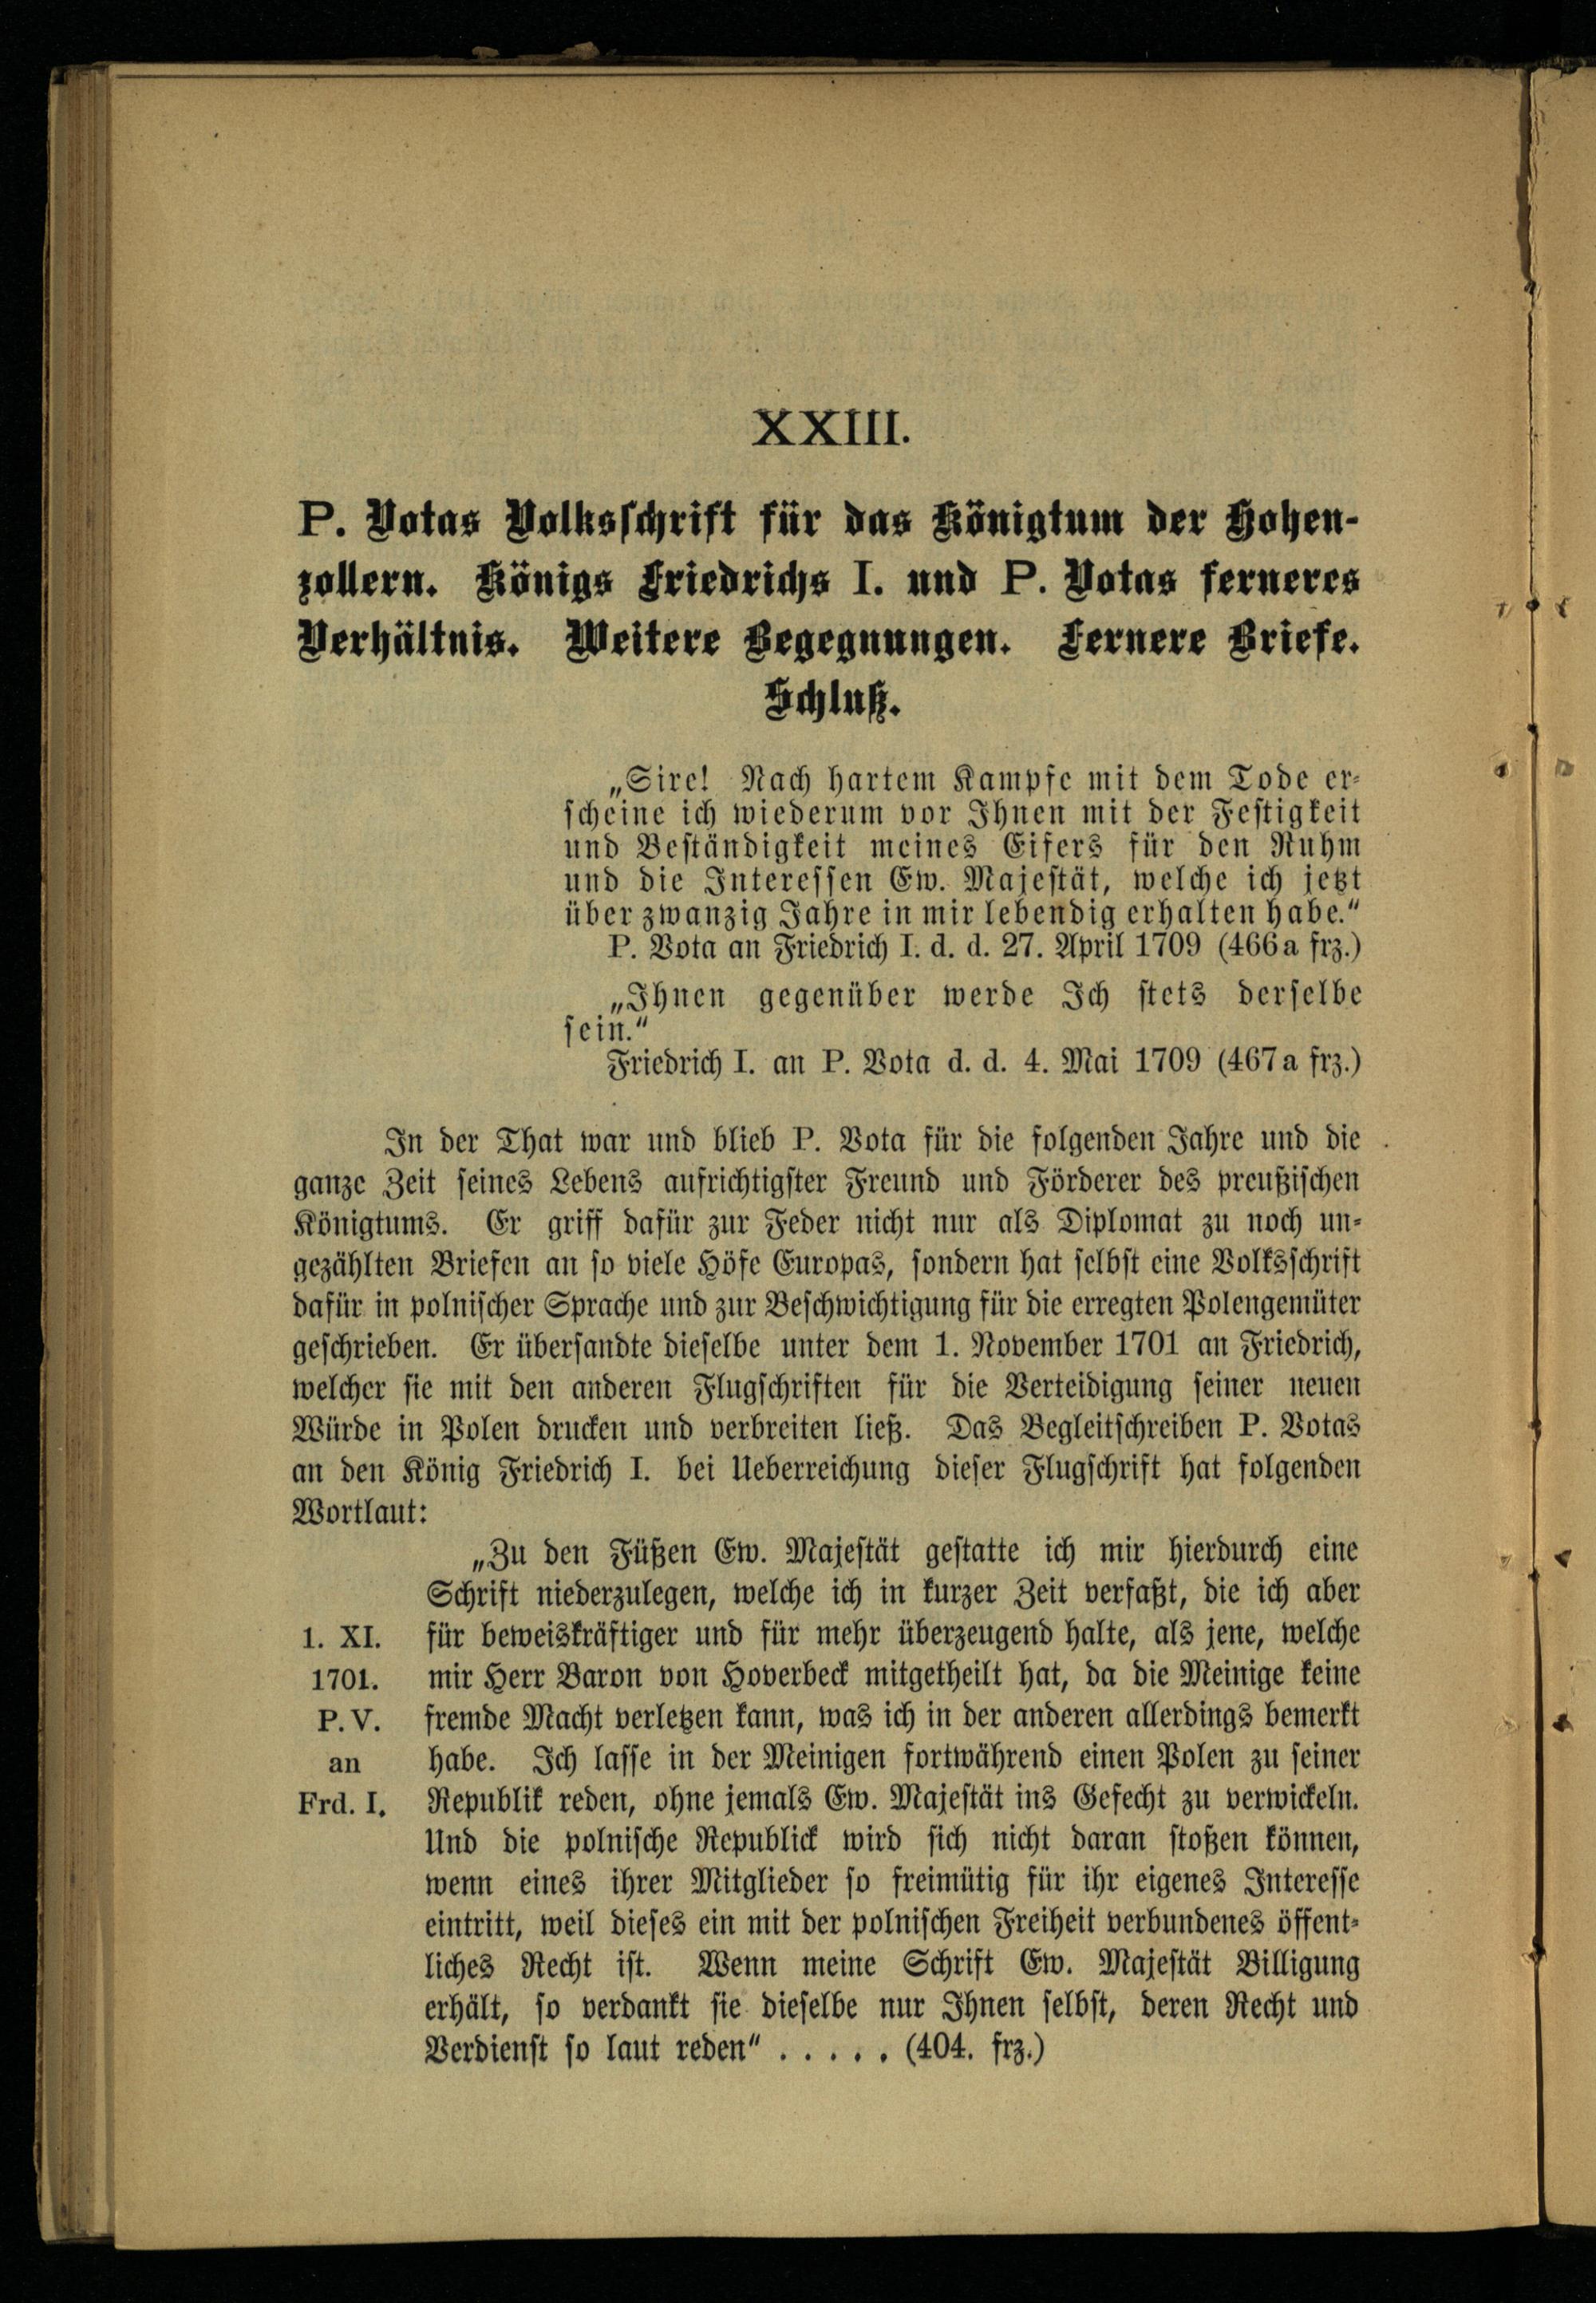 XXIII.
P. Votas Volksschrift für das Königtum der Hohen-
zollern. Königs Friedrichs I. und P. Votas ferneres
Verhältnis. Weitere Begegnungen. Fernere Briefe.
Schluß.
„Sire! Nach hartem Kampfe mit dem Tode er-
scheine ich wiederum vor Ihnen mit der Festigkeit
und Beständigkeit meines Eifers für den Ruhm
und die Interessen Ew. Majestät, welche ich jetzt
über zwanzig Jahre in mir lebendig erhalten habe.“
P. Vota an Friedrich I. d. d. 27. April 1709 (466a frz.)
„Ihnen gegenüber werde Ich stets derselbe
sein.“
Friedrich I. an P. Vota d. d. 4. Mai 1709 (467a frz.)
In der That war und blieb P. Vota für die folgenden Jahre und die
ganze Zeit seines Lebens aufrichtigster Freund und Förderer des preußischen
Königtums. Er griff dafür zur Feder nicht nur als Diplomat zu noch un-
gezählten Briefen an so viele Höfe Europas, sondern hat selbst eine Volksschrift
dafür in polnischer Sprache und zur Beschwichtigung für die erregten Polengemüter
geschrieben. Er übersandte dieselbe unter dem 1. November 1701 an Friedrich,
welcher sie mit den anderen Flugschriften für die Verteidigung seiner neuen
Würde in Polen drucken und verbreiten ließ. Das Begleitschreiben P. Votas
an den König Friedrich I. bei Ueberreichung dieser Flugschrift hat folgenden
Wortlaut:
„Zu den Füßen Ew. Majestät gestatte ich mir hierdurch eine
Schrift niederzulegen, welche ich in kurzer Zeit verfaßt, die ich aber
1. XI. für beweiskräftiger und für mehr überzeugend halte, als jene, welche
1701. mir Herr Baron von Hoverbeck mitgetheilt hat, da die Meinige keine
P. V. fremde Macht verletzen kann, was ich in der anderen allerdings bemerkt
an habe. Ich lasse in der Meinigen fortwährend einen Polen zu seiner
Frd. I. Republik reden, ohne jemals Ew. Majestät ins Gefecht zu verwickeln.
Und die polnische Republick wird sich nicht daran stoßen können,
wenn eines ihrer Mitglieder so freimütig für ihr eigenes Interesse
eintritt, weil dieses ein mit der polnischen Freiheit verbundenes öffent-
liches Recht ist. Wenn meine Schrift Ew. Majestät Billigung
erhält, so verdankt sie dieselbe nur Ihnen selbst, deren Recht und
Verdienst so laut reden“ . . . . . (404. frz.)